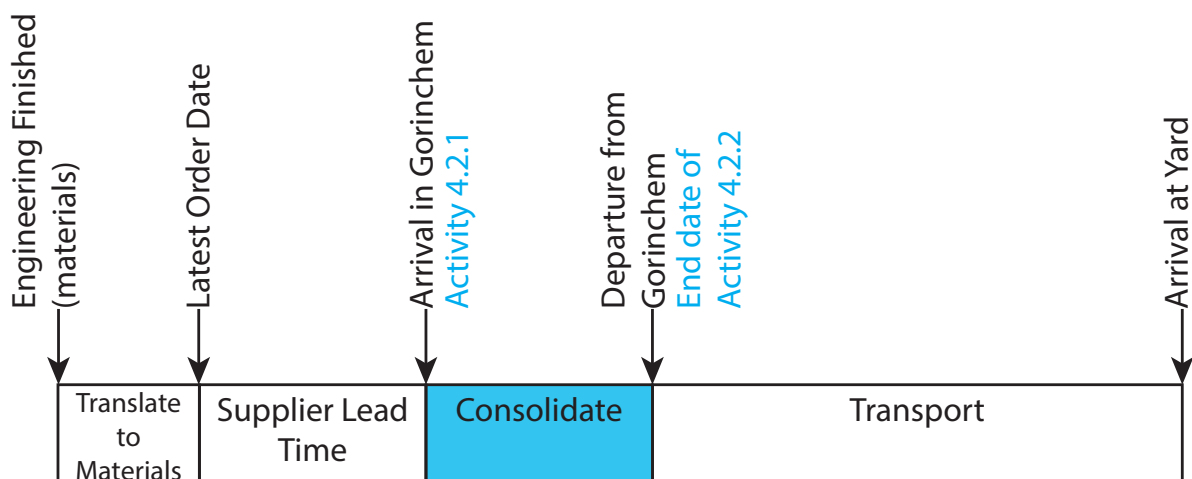 Engineering Finished
(materials)
Latest Order Date
Arrival in Gorinchem
Activity 4.2.1
Departure from
Gorinchem
End date of
Activity 4.2.2
Arrival at Yard
Translate
to
Materials
Supplier Lead
Time
Consolidate
Transport